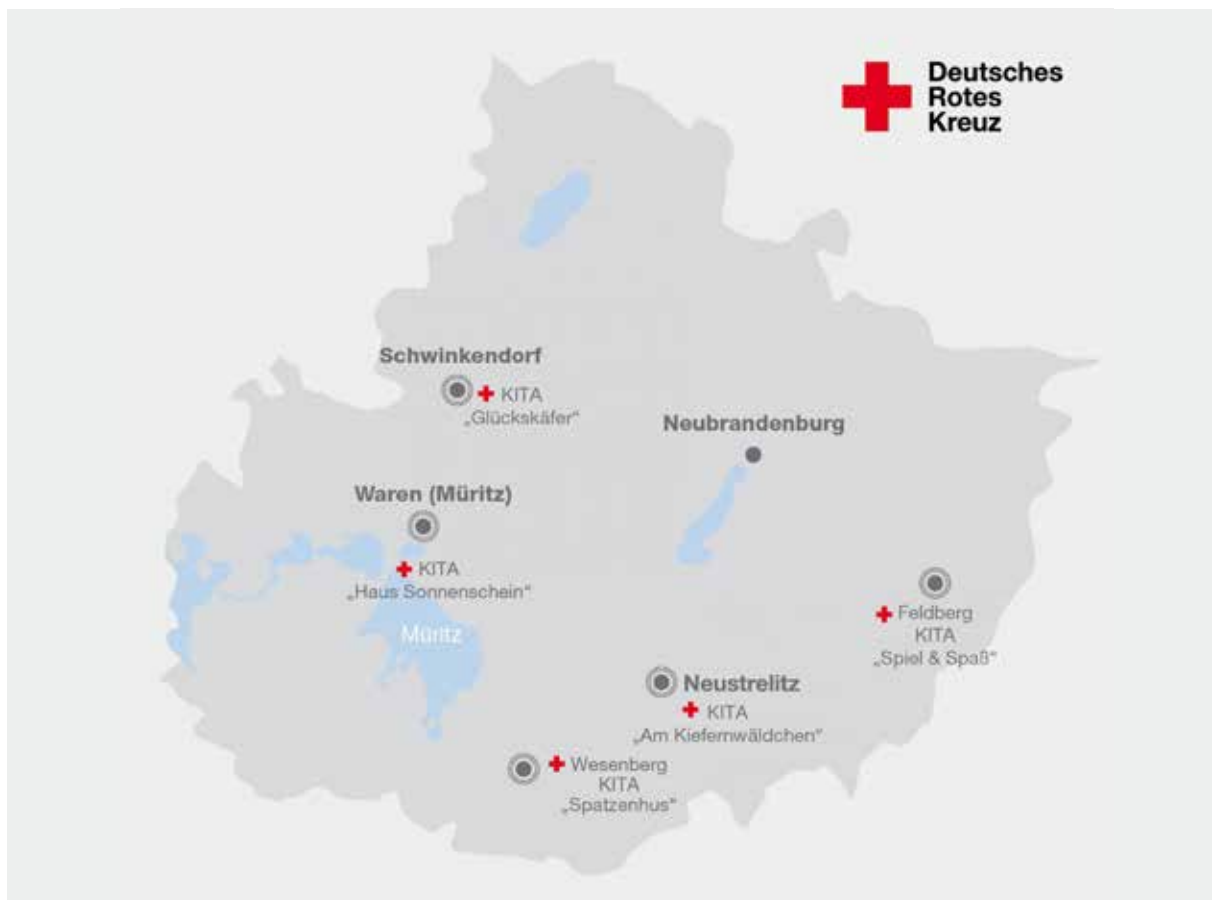 Deutsches
Rotes
Kreuz
Schwinkendorf
KITA
„Glückskäfer“
Neubrandenburg
Waren (Müritz)
KITA
„Haus Sonnenschein“
Müritz
Feldberg
KITA
„Spiel & Spaß“
Neustrelitz
KITA
„Am Kiefernwäldchen“
Wesenberg
KITA
„Spatzenhus“